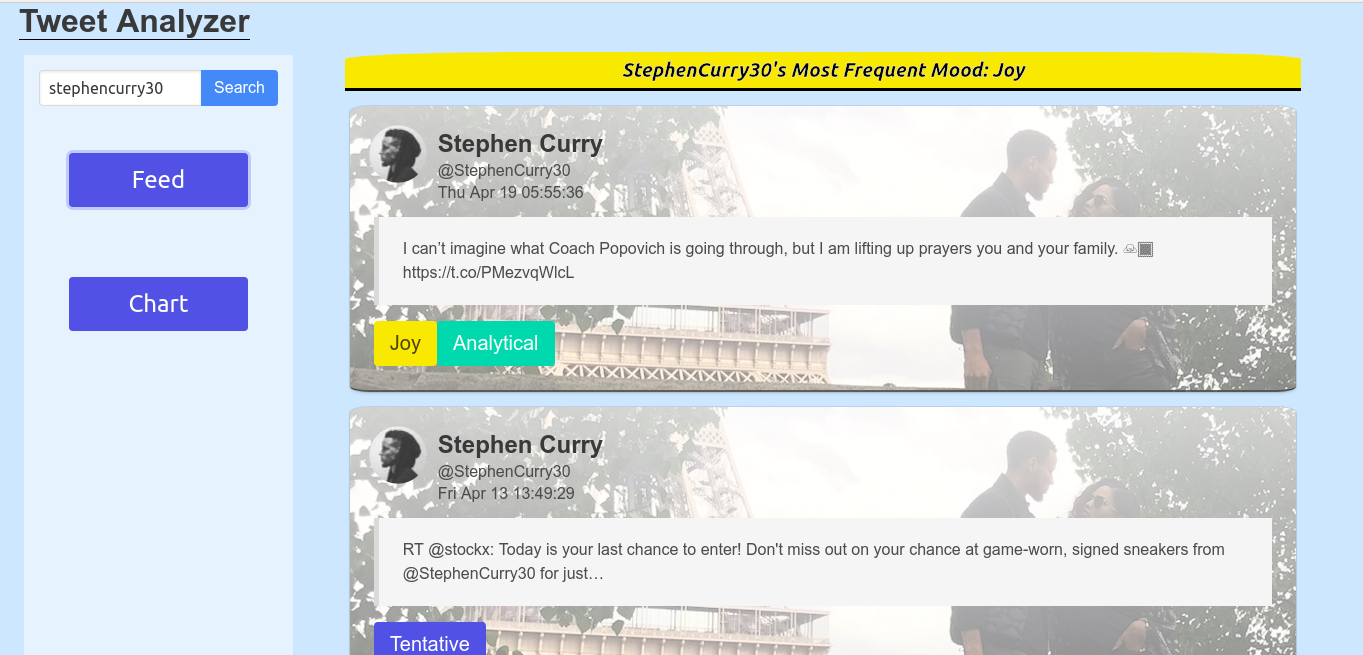 Tweet Analyzer
stephencurry30
Search
Feed
Chart
StephenCurry30's Most Frequent Mood: Joy
Stephen Curry
@StephenCurry30
Thu Apr 19 05:55:36
I can’t imagine what Coach Popovich is going through, but I am lifting up prayers you and your family.
https://t.co/PMezvqWlcL
Joy
Analytical
Stephen Curry
@StephenCurry30
Fri Apr 13 13:49:29
RT @stockx: Today is your last chance to enter! Don't miss out on your chance at game-worn, signed sneakers from
@StephenCurry30 for just…
Tentative